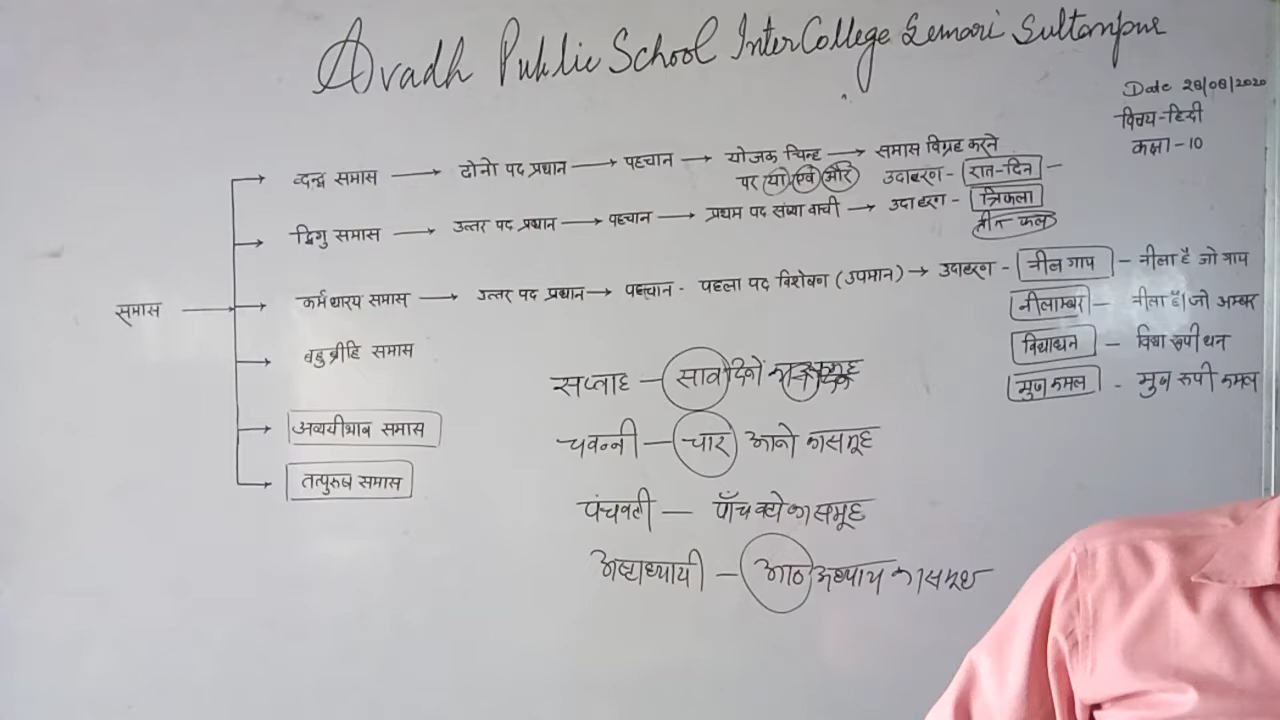 Avadh Public School Inter College Semari Sultanpur
Date 28/08/2020
विषय-हिन्दी
कक्षा-10
समास
द्वन्द्व समास → दोनो पद प्रधान → पहचान → योजक चिन्ह → समास विग्रह करने
पर या एवं और उदाहरण - रात-दिन -
द्विगु समास → उत्तर पद प्रधान → पहचान → प्रथम पद संख्या वाची → उदाहरण - त्रिफला
तीन फल
कर्मधारय समास → उत्तर पद प्रधान → पहचान - पहला पद विशेषण (उपमान) → उदाहरण - नील गाय - नीला है जो गाय
नीलाम्बर - नीला है जो अम्बर
विद्याधन - विद्या रूपी धन
मुख कमल - मुख रूपी कमल
बहुब्रीहि समास
अव्ययीभाव समास
तत्पुरुष समास
सप्ताह - सात दिनों का समूह
चवन्नी - चार आनो का समूह
पंचवटी - पाँच वटो का समूह
अष्टाध्यायी - आठ अध्याय का समूह